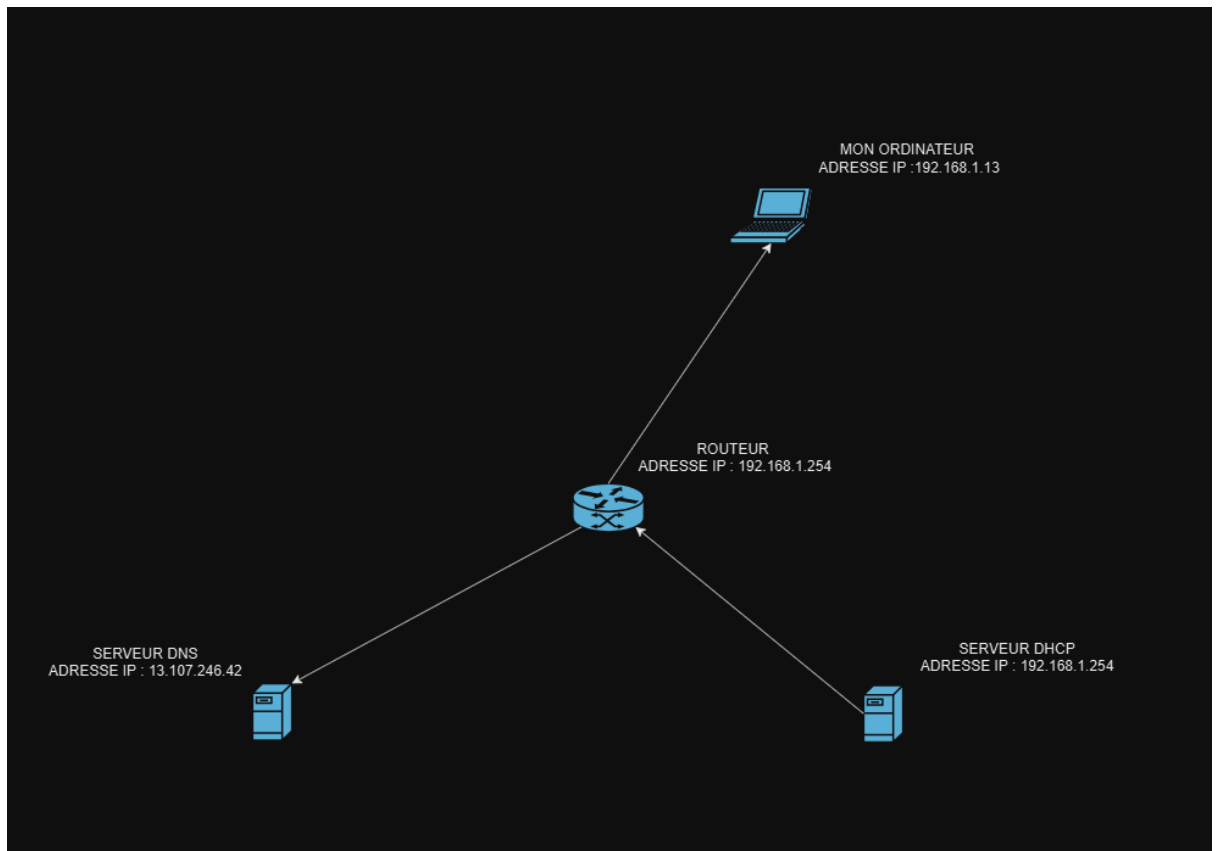 MON ORDINATEUR
ADRESSE IP :192.168.1.13
ROUTEUR
ADRESSE IP : 192.168.1.254
SERVEUR DNS
ADRESSE IP : 13.107.246.42
SERVEUR DHCP
ADRESSE IP : 192.168.1.254